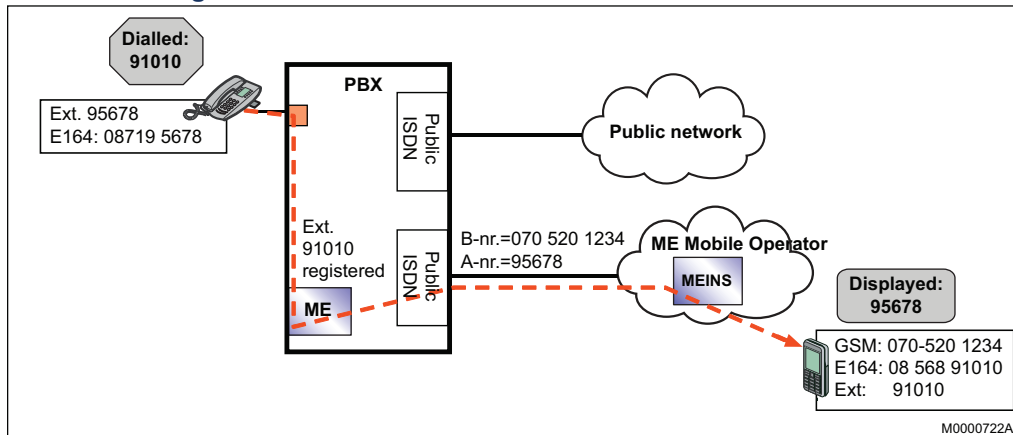 Dialled:
91010
Ext. 95678
E164: 08719 5678
PBX
Public
ISDN
Public network
Ext.
91010
registered
ME
Public
ISDN
B-nr.=070 520 1234
A-nr.=95678
ME Mobile Operator
MEINS
Displayed:
95678
GSM: 070-520 1234
E164: 08 568 91010
Ext: 91010
M0000722A